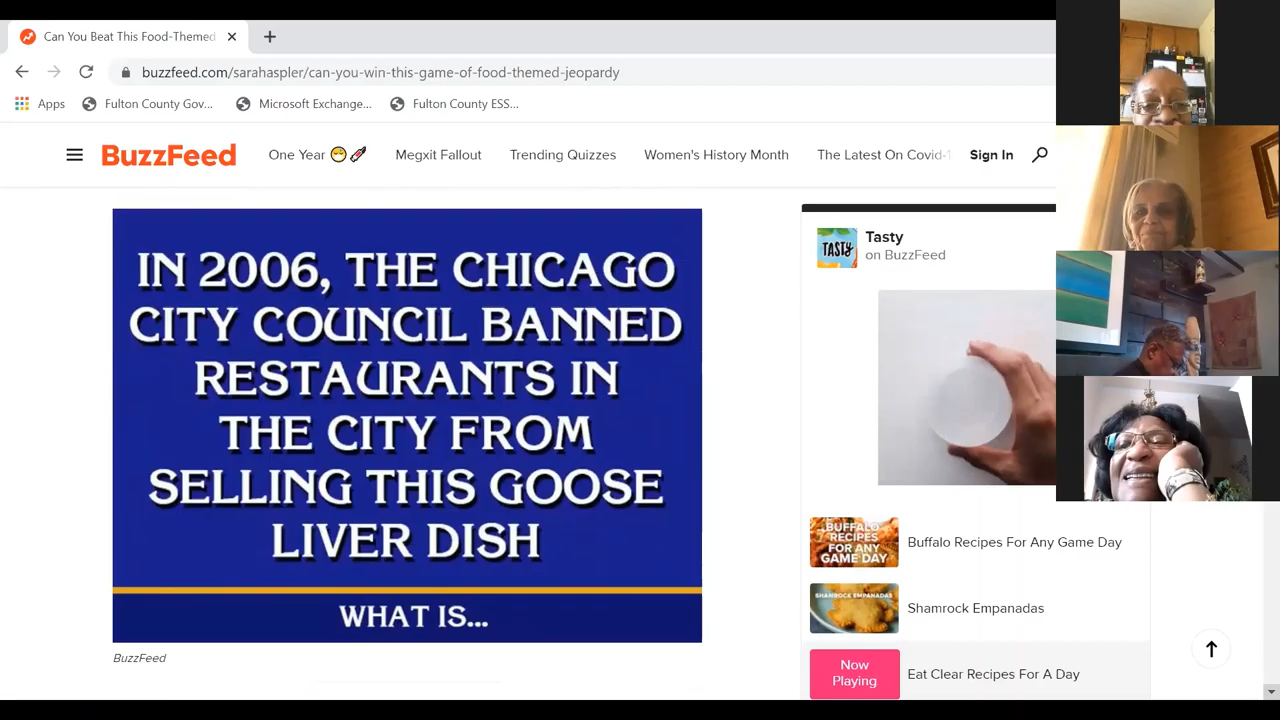 Can You Beat This Food-Themed
buzzfeed.com/sarahaspler/can-you-win-this-game-of-food-themed-jeopardy
Apps
Fulton County Gov...
Microsoft Exchange...
Fulton County ESS...
BuzzFeed
One Year
Megxit Fallout
Trending Quizzes
Women's History Month
The Latest On Covid-1
Sign In
IN 2006, THE CHICAGO
CITY COUNCIL BANNED
RESTAURANTS IN
THE CITY FROM
SELLING THIS GOOSE
LIVER DISH
WHAT IS...
BuzzFeed
TASTY
Tasty
on BuzzFeed
BUFFALO
RECIPES
FOR ANY
GAME DAY
Buffalo Recipes For Any Game Day
SHAMROCK EMPANADAS
Shamrock Empanadas
Now
Playing
Eat Clear Recipes For A Day